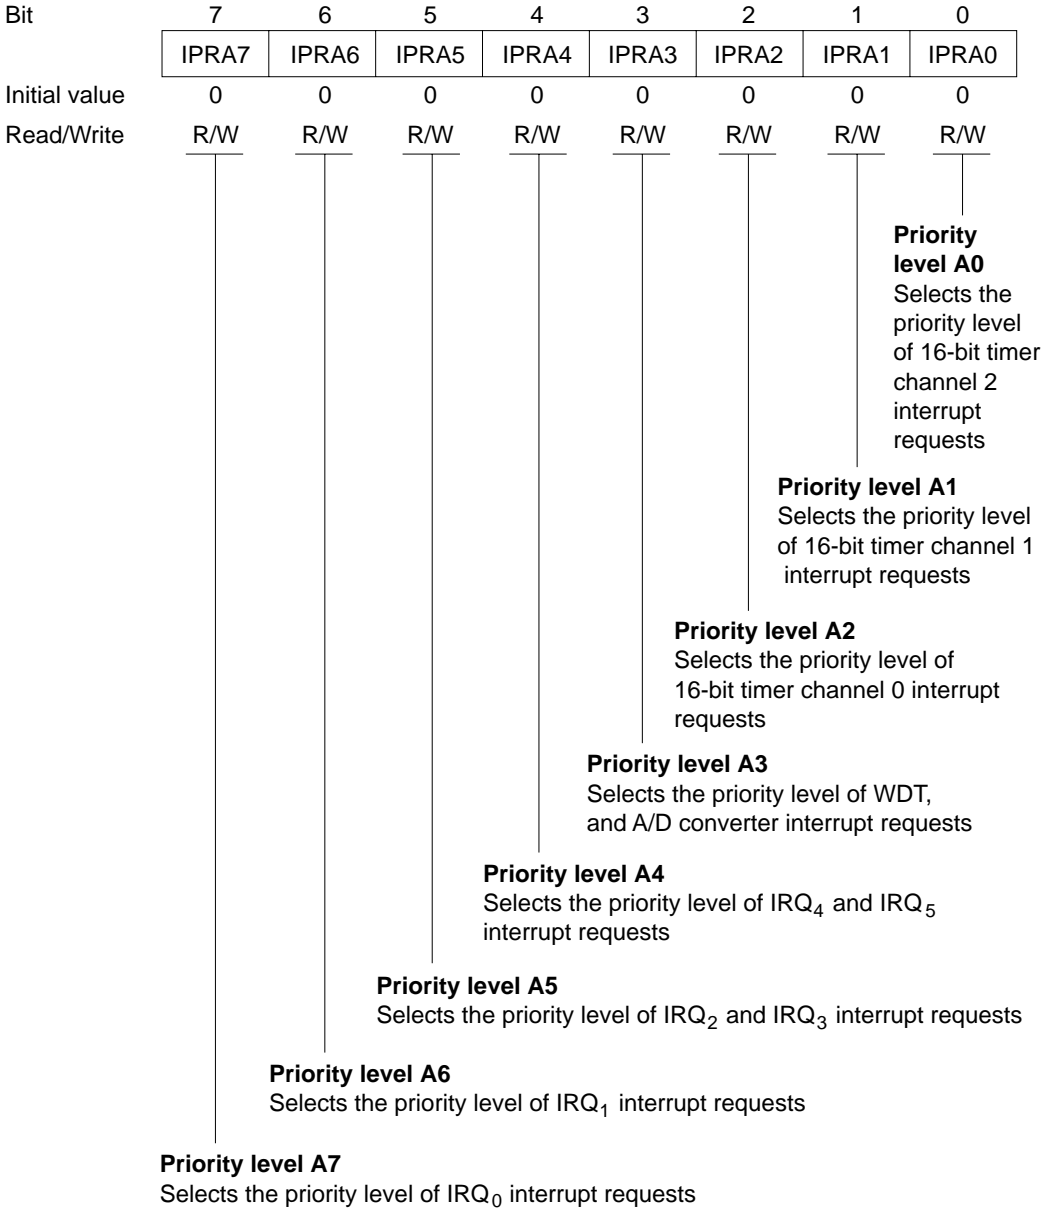 Bit 7 6 5 4 3 2 1 0
IPRA7 IPRA6 IPRA5 IPRA4 IPRA3 IPRA2 IPRA1 IPRA0
Initial value 0 0 0 0 0 0 0 0
Read/Write R/W R/W R/W R/W R/W R/W R/W R/W
Priority
level A0
Selects the
priority level
of 16-bit timer
channel 2
interrupt
requests
Priority level A1
Selects the priority level
of 16-bit timer channel 1
interrupt requests
Priority level A2
Selects the priority level of
16-bit timer channel 0 interrupt
requests
Priority level A3
Selects the priority level of WDT,
and A/D converter interrupt requests
Priority level A4
Selects the priority level of IRQ4 and IRQ5
interrupt requests
Priority level A5
Selects the priority level of IRQ2 and IRQ3 interrupt requests
Priority level A6
Selects the priority level of IRQ1 interrupt requests
Priority level A7
Selects the priority level of IRQ0 interrupt requests